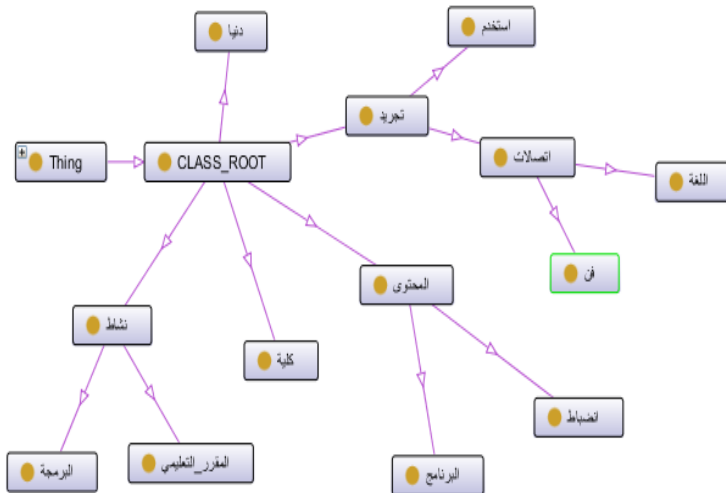 استخدم
دنيا
تجريد
Thing
CLASS_ROOT
اتصالات
اللغة
فن
المحتوى
نشاط
كلية
انضباط
المقرر_التعليمي
البرمجة
البرنامج